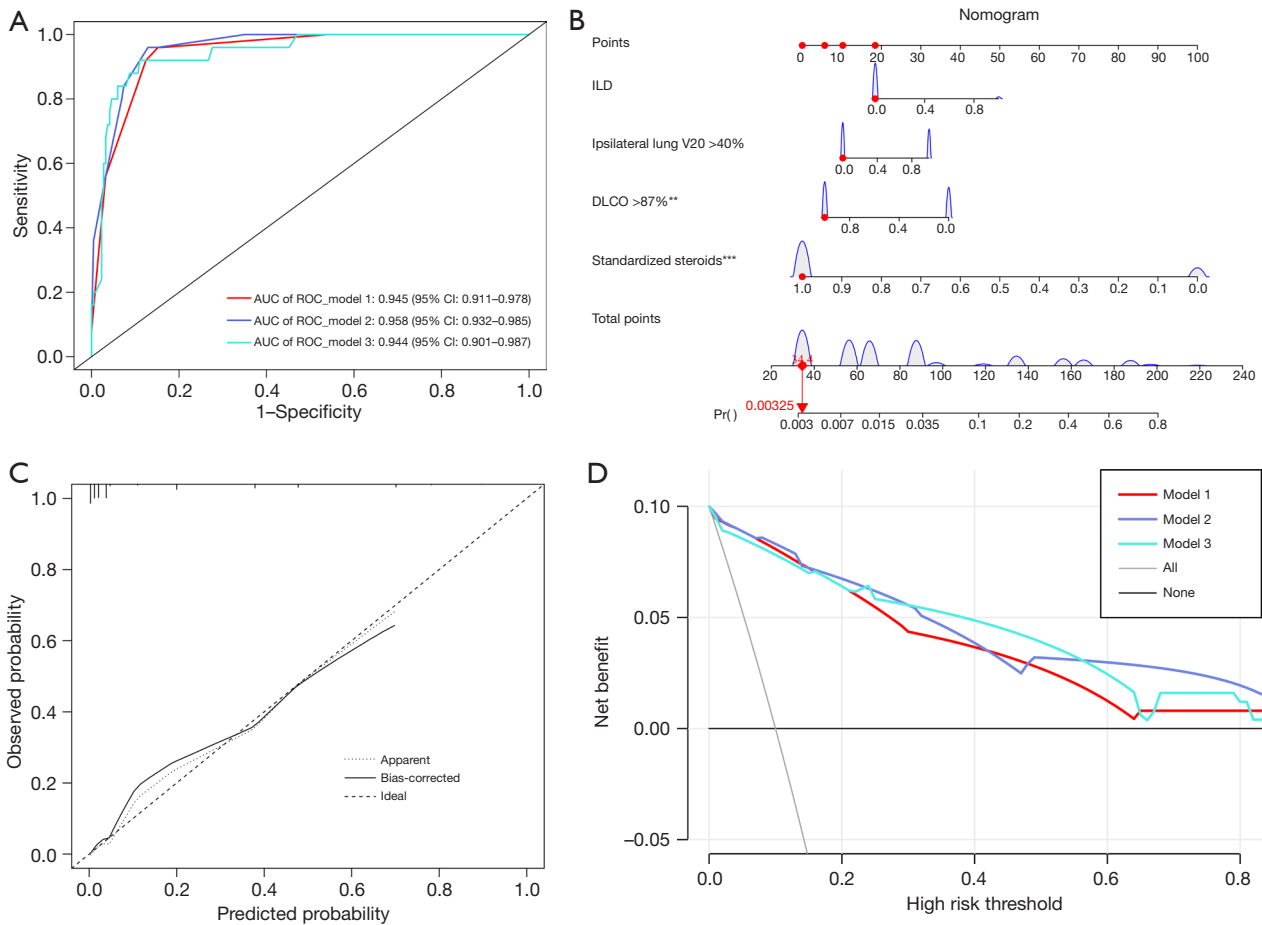 A
1.0
0.8
0.6
0.4
0.2
0.0
Sensitivity
AUC of ROC_model 1: 0.945 (95% CI: 0.911–0.978)
AUC of ROC_model 2: 0.958 (95% CI: 0.932–0.985)
AUC of ROC_model 3: 0.944 (95% CI: 0.901–0.987)
0.0 0.2 0.4 0.6 0.8 1.0
1–Specificity
B
Nomogram
Points
0 10 20 30 40 50 60 70 80 90 100
ILD
0.0 0.4 0.8
Ipsilateral lung V20 >40%
0.0 0.4 0.8
DLCO >87%**
0.8 0.4 0.0
Standardized steroids***
1.0 0.9 0.8 0.7 0.6 0.5 0.4 0.3 0.2 0.1 0.0
Total points
34.4
20 40 60 80 100 120 140 160 180 200 220 240
0.00325
Pr( )
0.003 0.007 0.015 0.035 0.1 0.2 0.4 0.6 0.8
C
1.0
0.8
0.6
0.4
0.2
0.0
Observed probability
Apparent
Bias-corrected
Ideal
0.0 0.2 0.4 0.6 0.8 1.0
Predicted probability
D
0.10
0.05
0.00
–0.05
Net benefit
Model 1
Model 2
Model 3
All
None
0.0 0.2 0.4 0.6 0.8
High risk threshold